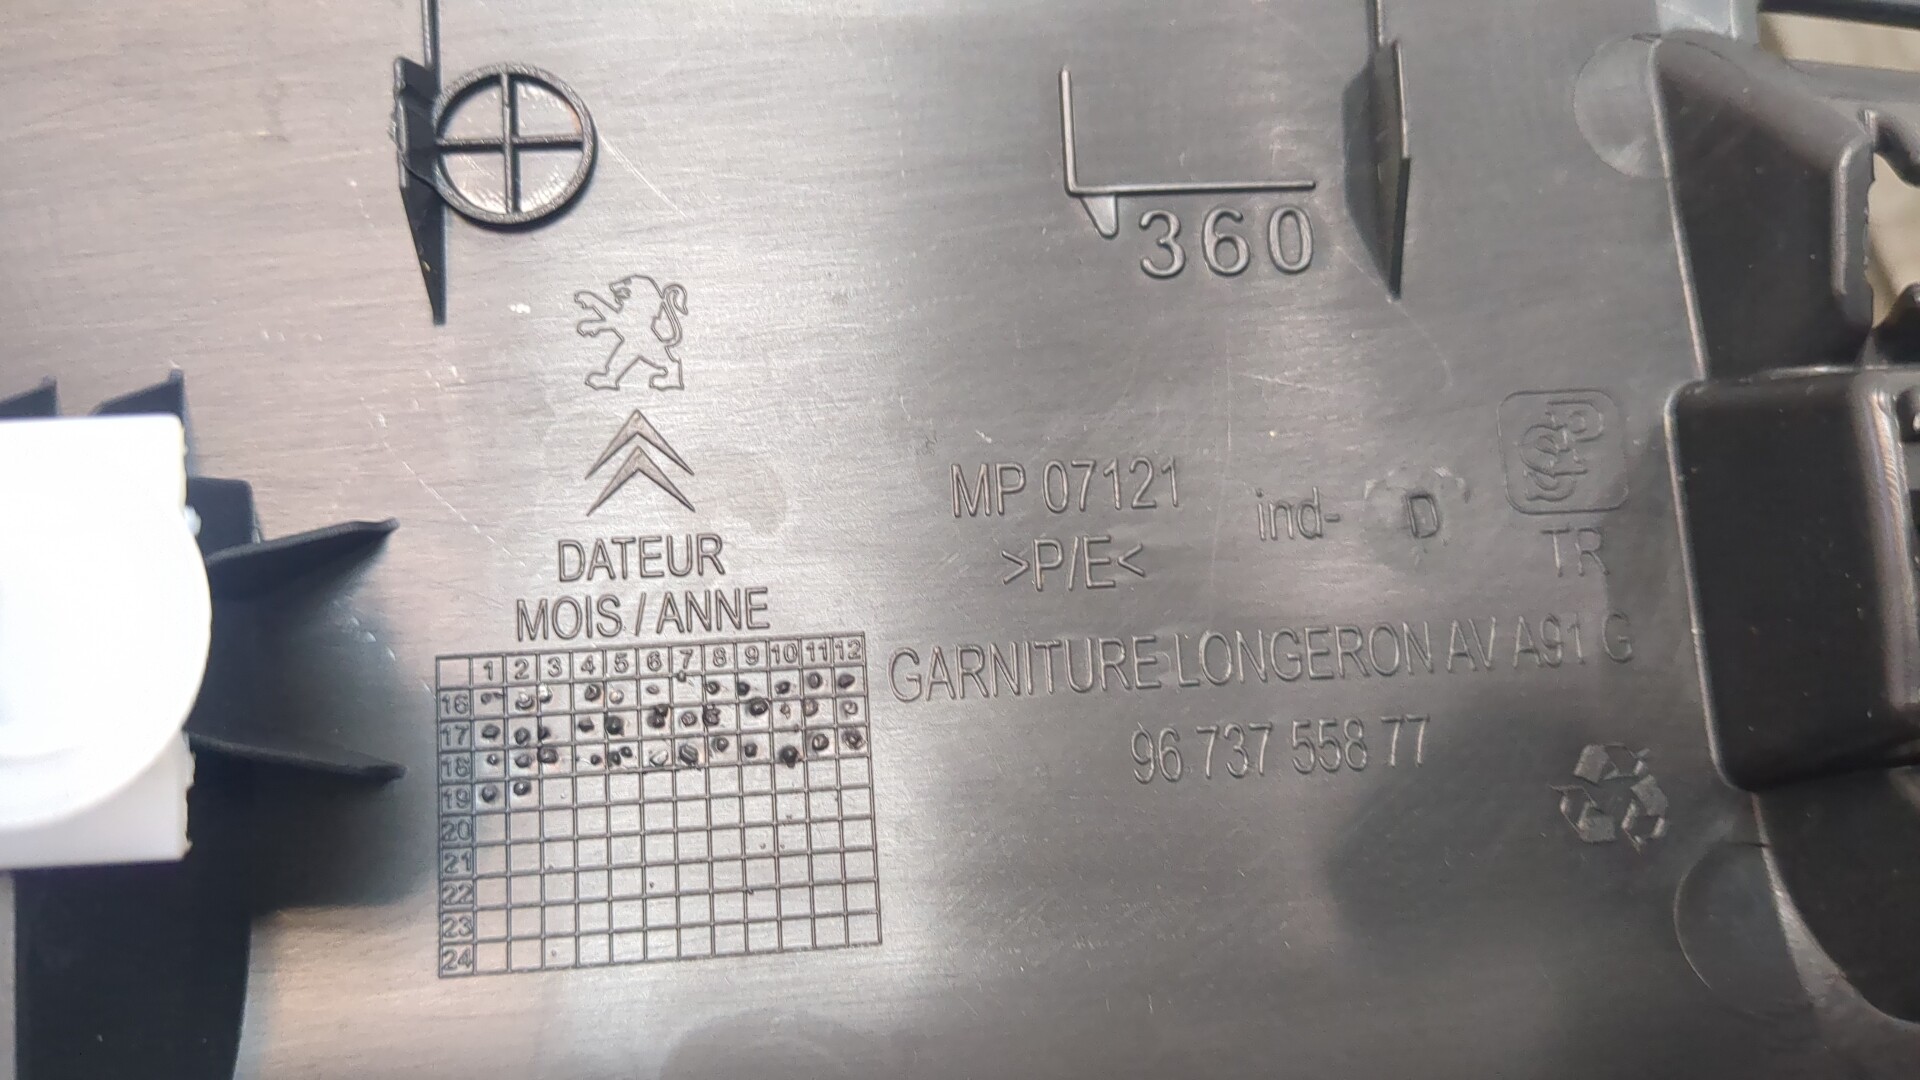 360
MP 07121
ind- D
>P/E<
TR
DATEUR
MOIS / ANNE
GARNITURE LONGERON AV A91 G
96 737 558 77
1 2 3 4 5 6 7 8 9 10 11 12
16
17
18
19
20
21
22
23
24